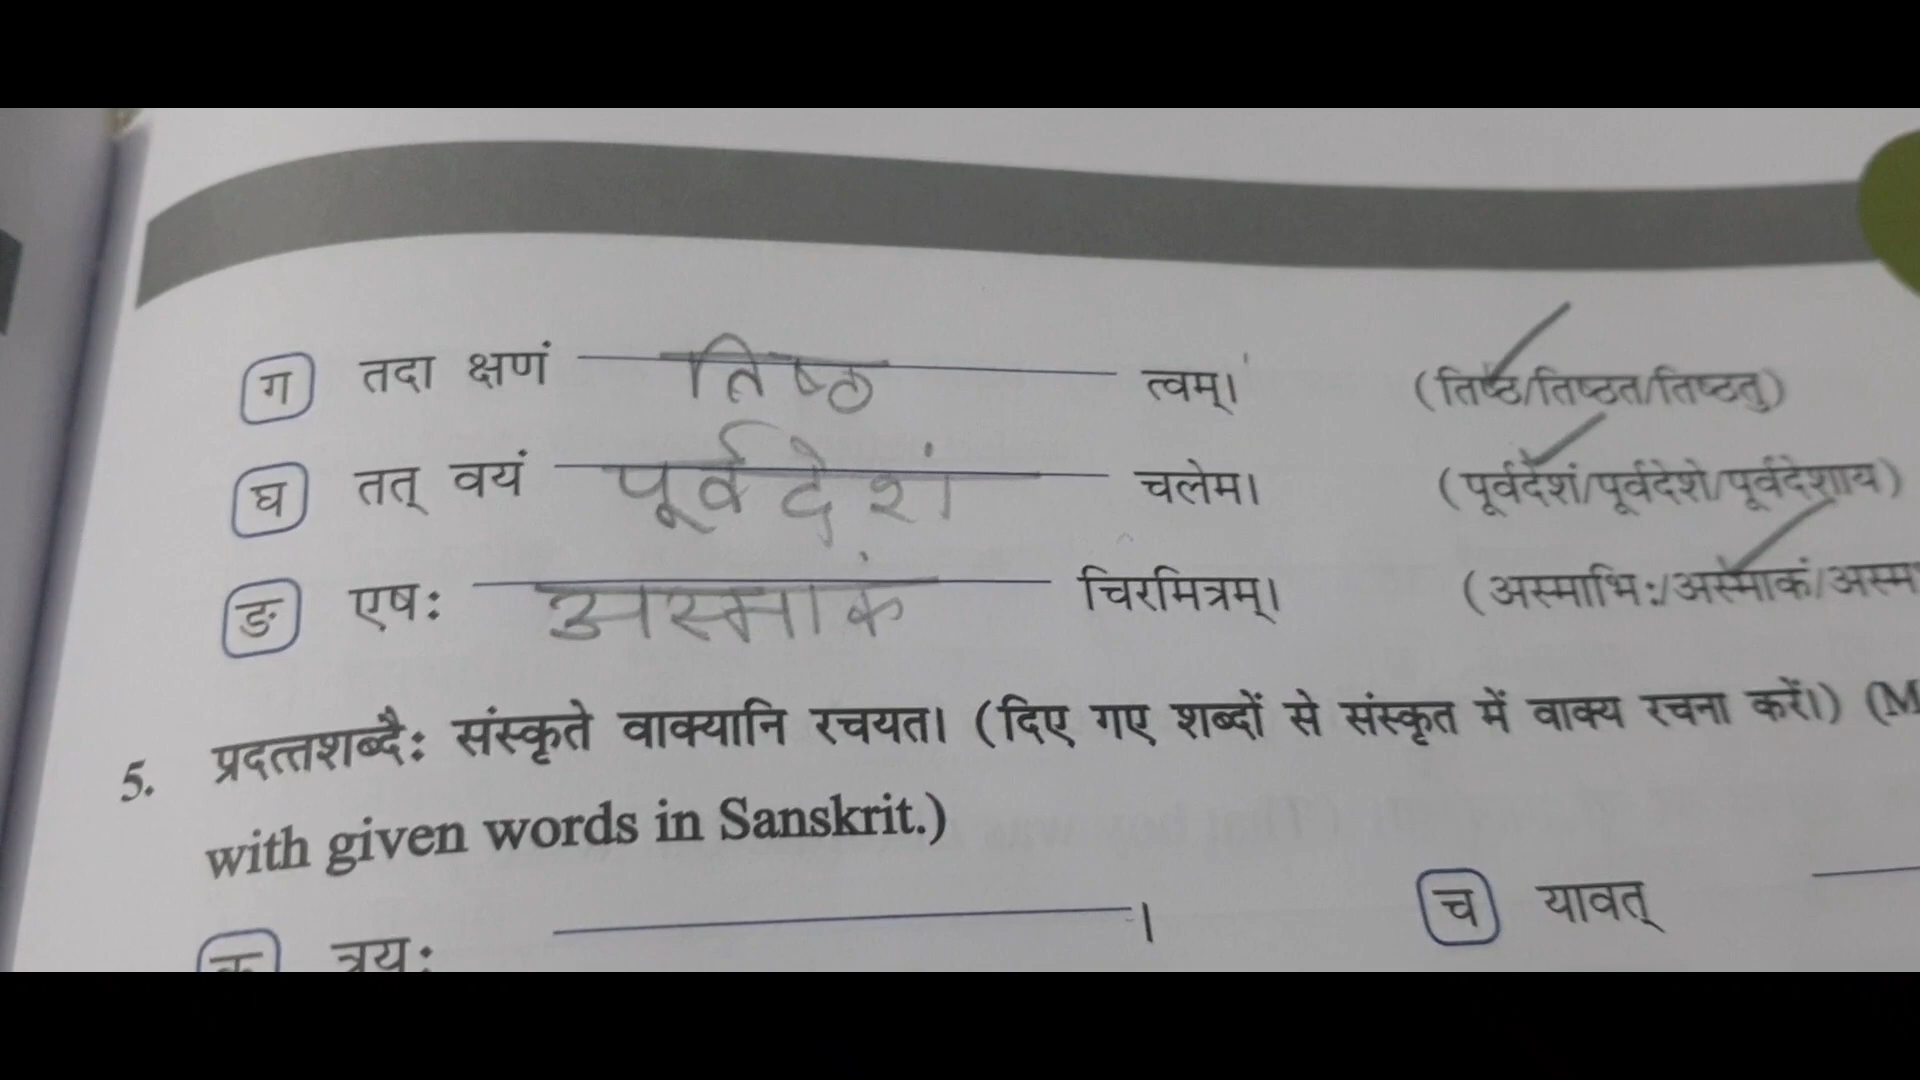 ग तदा क्षणं तिष्ठ त्वम्। (तिष्ठ/तिष्ठत/तिष्ठतु)
घ तत् वयं पूर्वदेशं चलेम। (पूर्वदेशं/पूर्वदेशे/पूर्वदेशाय)
ङ एषः अस्माकं चिरमित्रम्। (अस्माभिः/अस्माकं/अस्म
5. प्रदत्तशब्दैः संस्कृते वाक्यानि रचयत। (दिए गए शब्दों से संस्कृत में वाक्य रचना करें।) (M
with given words in Sanskrit.)
क त्रयः । च यावत्